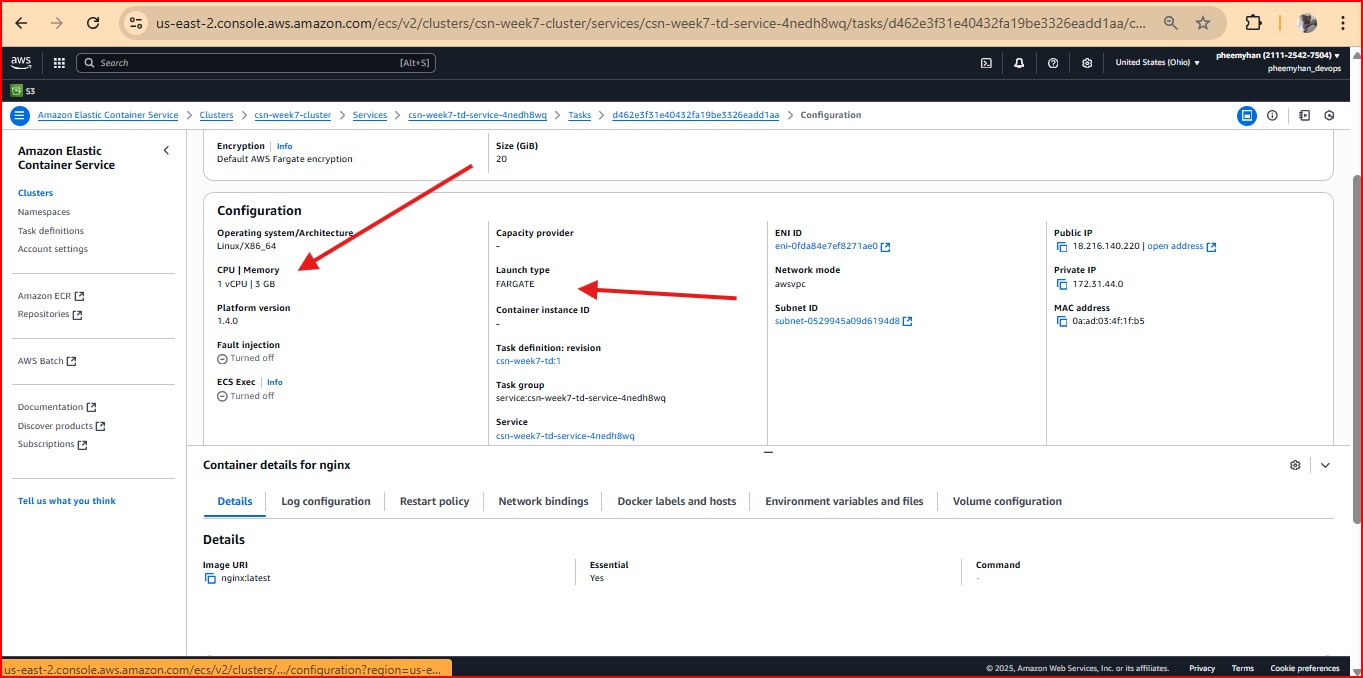 us-east-2.console.aws.amazon.com/ecs/v2/clusters/csn-week7-cluster/services/csn-week7-td-service-4nedh8wq/tasks/d462e3f31e40432fa19be3326eadd1aa/c...
aws
Search [Alt+S]
United States (Ohio)
pheemyhan (2111-2542-7504)
pheemyhan_devops
S3
Amazon Elastic Container Service
Clusters
csn-week7-cluster
Services
csn-week7-td-service-4nedh8wq
Tasks
d462e3f31e40432fa19be3326eadd1aa
Configuration
Amazon Elastic
Container Service
Clusters
Namespaces
Task definitions
Account settings
Amazon ECR
Repositories
AWS Batch
Documentation
Discover products
Subscriptions
Tell us what you think
Encryption Info
Default AWS Fargate encryption
Size (GiB)
20
Configuration
Operating system/Architecture
Linux/X86_64
CPU | Memory
1 vCPU | 3 GB
Platform version
1.4.0
Fault injection
Turned off
ECS Exec Info
Turned off
Capacity provider
-
Launch type
FARGATE
Container instance ID
-
Task definition: revision
csn-week7-td:1
Task group
service:csn-week7-td-service-4nedh8wq
Service
csn-week7-td-service-4nedh8wq
ENI ID
eni-0fda84e7ef8271ae0
Network mode
awsvpc
Subnet ID
subnet-0529945a09d6194d8
Public IP
18.216.140.220 | open address
Private IP
172.31.44.0
MAC address
0a:ad:03:4f:1f:b5
Container details for nginx
Details
Log configuration
Restart policy
Network bindings
Docker labels and hosts
Environment variables and files
Volume configuration
Details
Image URI
nginx:latest
Essential
Yes
Command
-
us-east-2.console.aws.amazon.com/ecs/v2/clusters/.../configuration?region=us-e...
© 2025, Amazon Web Services, Inc. or its affiliates.
Privacy
Terms
Cookie preferences